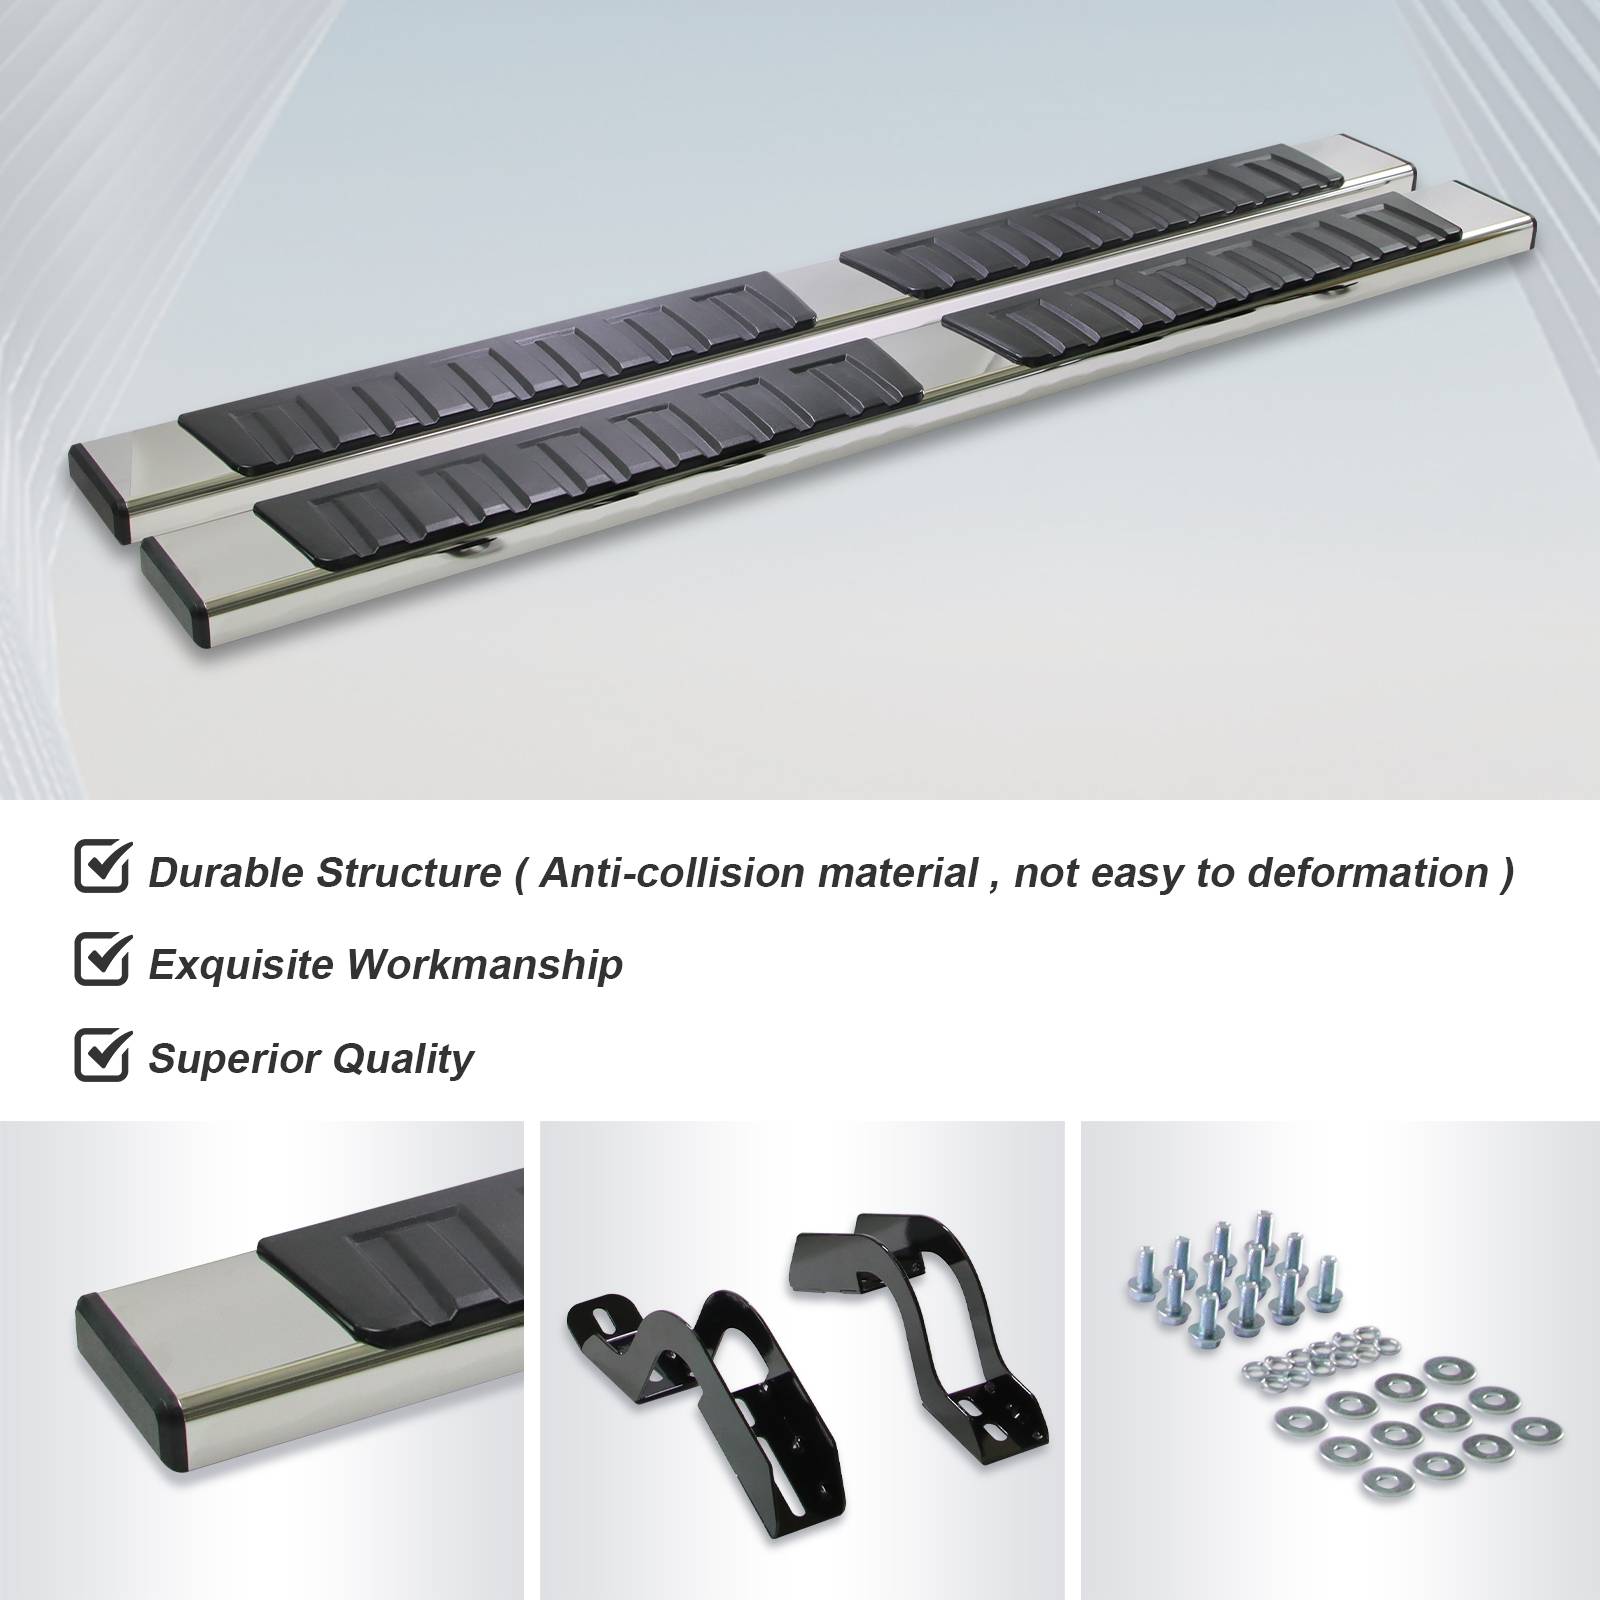 Durable Structure ( Anti-collision material , not easy to deformation )
Exquisite Workmanship
Superior Quality